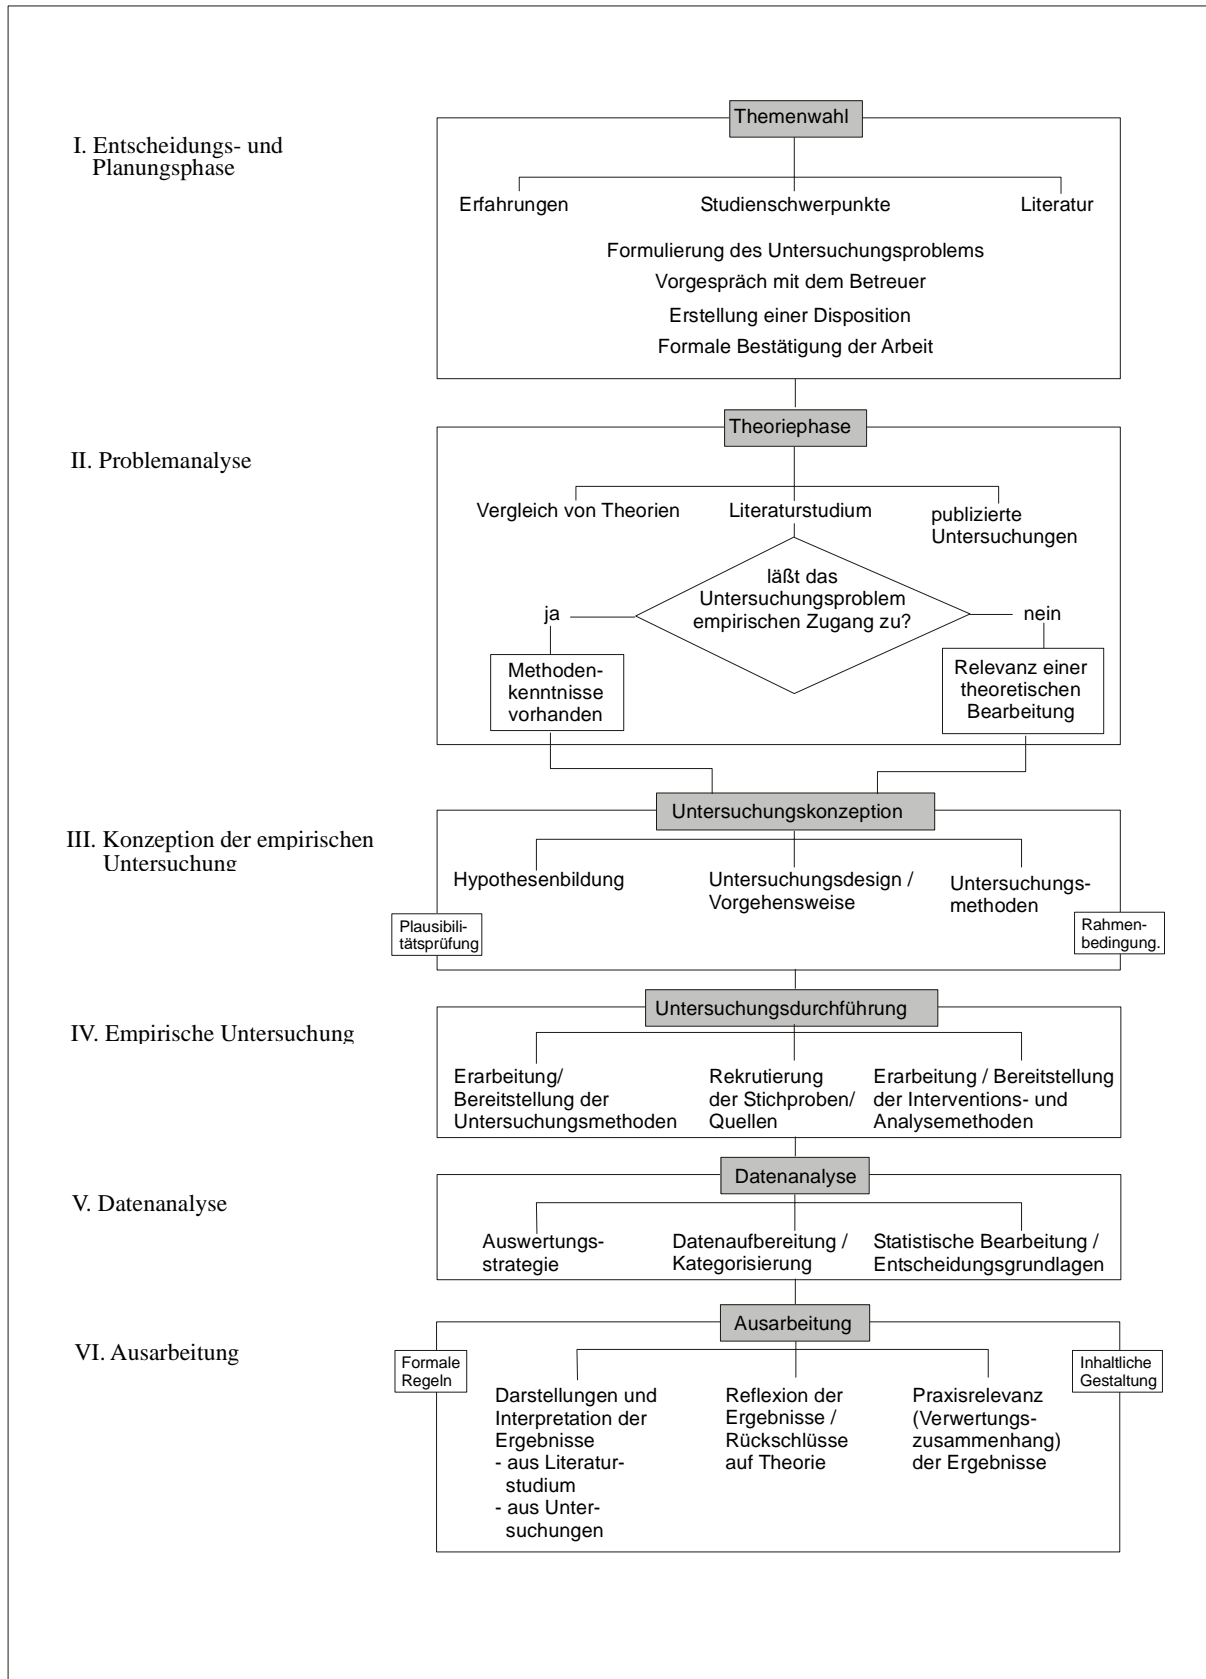 Themenwahl
I. Entscheidungs- und
Planungsphase
Erfahrungen
Studienschwerpunkte
Literatur
Formulierung des Untersuchungsproblems
Vorgespräch mit dem Betreuer
Erstellung einer Disposition
Formale Bestätigung der Arbeit
Theoriephase
II. Problemanalyse
Vergleich von Theorien
Literaturstudium
publizierte
Untersuchungen
läßt das
Untersuchungsproblem
empirischen Zugang zu?
ja
nein
Methoden-
kenntnisse
vorhanden
Relevanz einer
theoretischen
Bearbeitung
Untersuchungskonzeption
III. Konzeption der empirischen
Untersuchung
Hypothesenbildung
Untersuchungsdesign /
Vorgehensweise
Untersuchungs-
methoden
Plausibili-
tätsprüfung
Rahmen-
bedingung.
Untersuchungsdurchführung
IV. Empirische Untersuchung
Erarbeitung/
Bereitstellung der
Untersuchungsmethoden
Rekrutierung
der Stichproben/
Quellen
Erarbeitung / Bereitstellung
der Interventions- und
Analysemethoden
Datenanalyse
V. Datenanalyse
Auswertungs-
strategie
Datenaufbereitung /
Kategorisierung
Statistische Bearbeitung /
Entscheidungsgrundlagen
Ausarbeitung
VI. Ausarbeitung
Formale
Regeln
Inhaltliche
Gestaltung
Darstellungen und
Interpretation der
Ergebnisse
- aus Literatur-
studium
- aus Unter-
suchungen
Reflexion der
Ergebnisse /
Rückschlüsse
auf Theorie
Praxisrelevanz
(Verwertungs-
zusammenhang)
der Ergebnisse